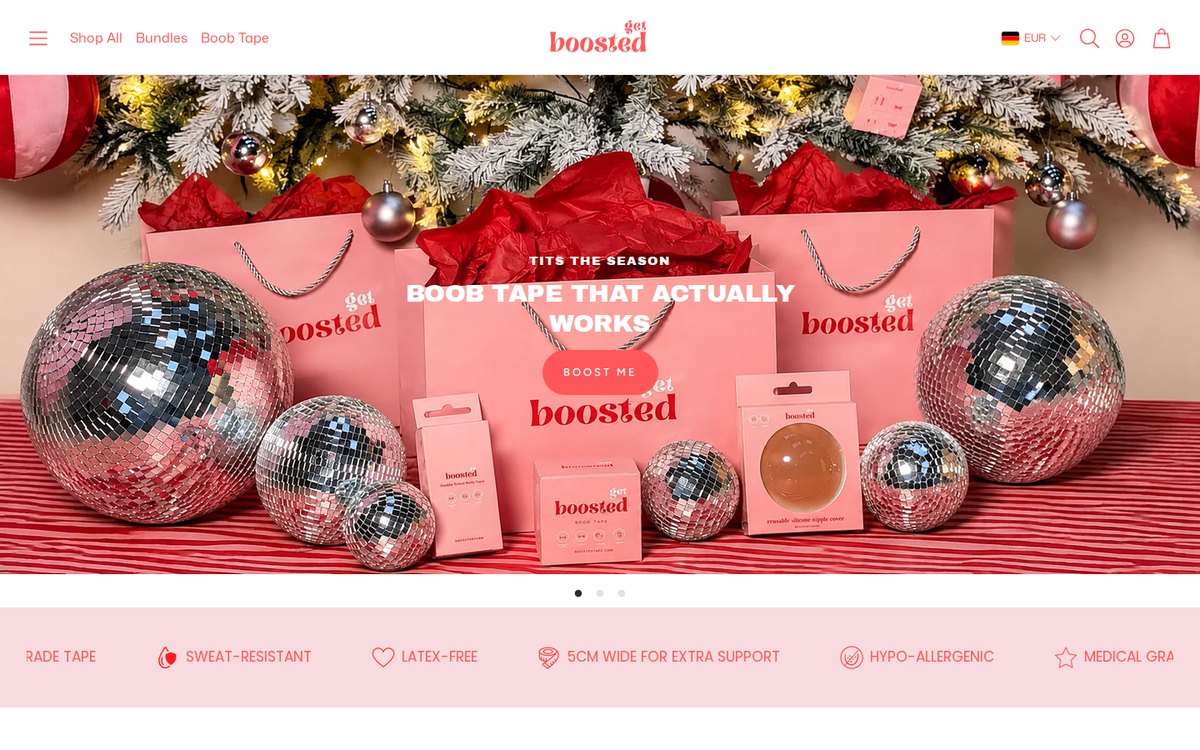 Shop All
Bundles
Boob Tape
get
boosted
EUR
TITS THE SEASON
BOOB TAPE THAT ACTUALLY
WORKS
BOOST ME
get
boosted
get
boosted
get
boosted
boosted
get
boosted
BOOB TAPE
boosted
reusable silicone nipple cover
RADE TAPE
SWEAT-RESISTANT
LATEX-FREE
5CM WIDE FOR EXTRA SUPPORT
HYPO-ALLERGENIC
MEDICAL GRA